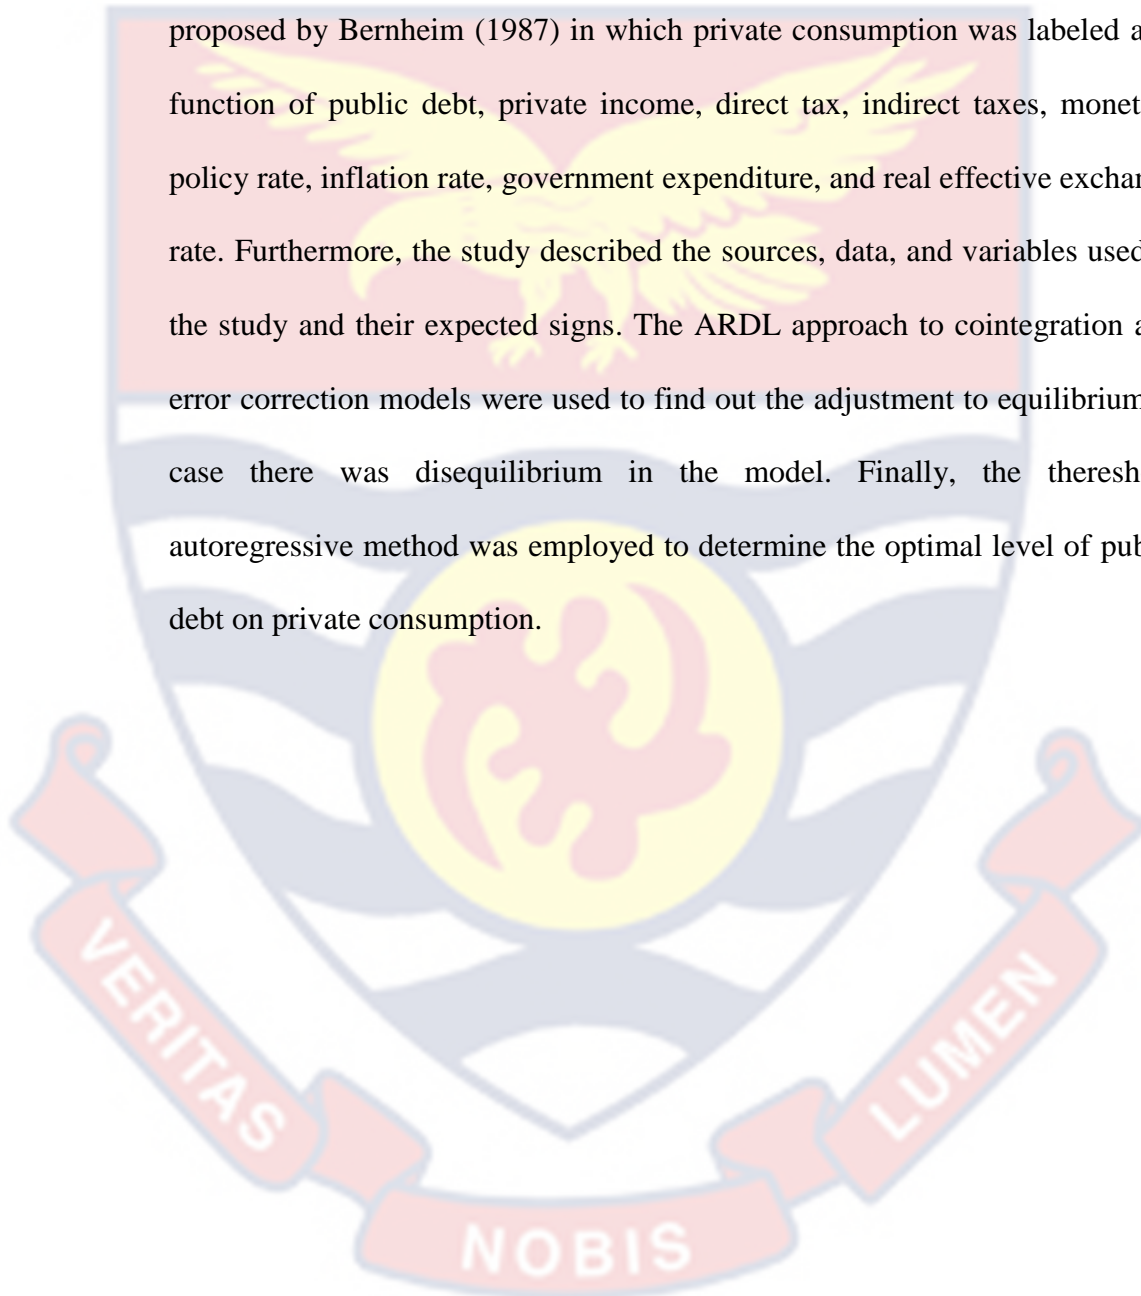 proposed by Bernheim (1987) in which private consumption was labeled a
function of public debt, private income, direct tax, indirect taxes, monet
policy rate, inflation rate, government expenditure, and real effective exchan
rate. Furthermore, the study described the sources, data, and variables used
the study and their expected signs. The ARDL approach to cointegration a
error correction models were used to find out the adjustment to equilibrium
case there was disequilibrium in the model. Finally, the theresh
autoregressive method was employed to determine the optimal level of pub
debt on private consumption.
VERITAS
NOBIS
LUMEN